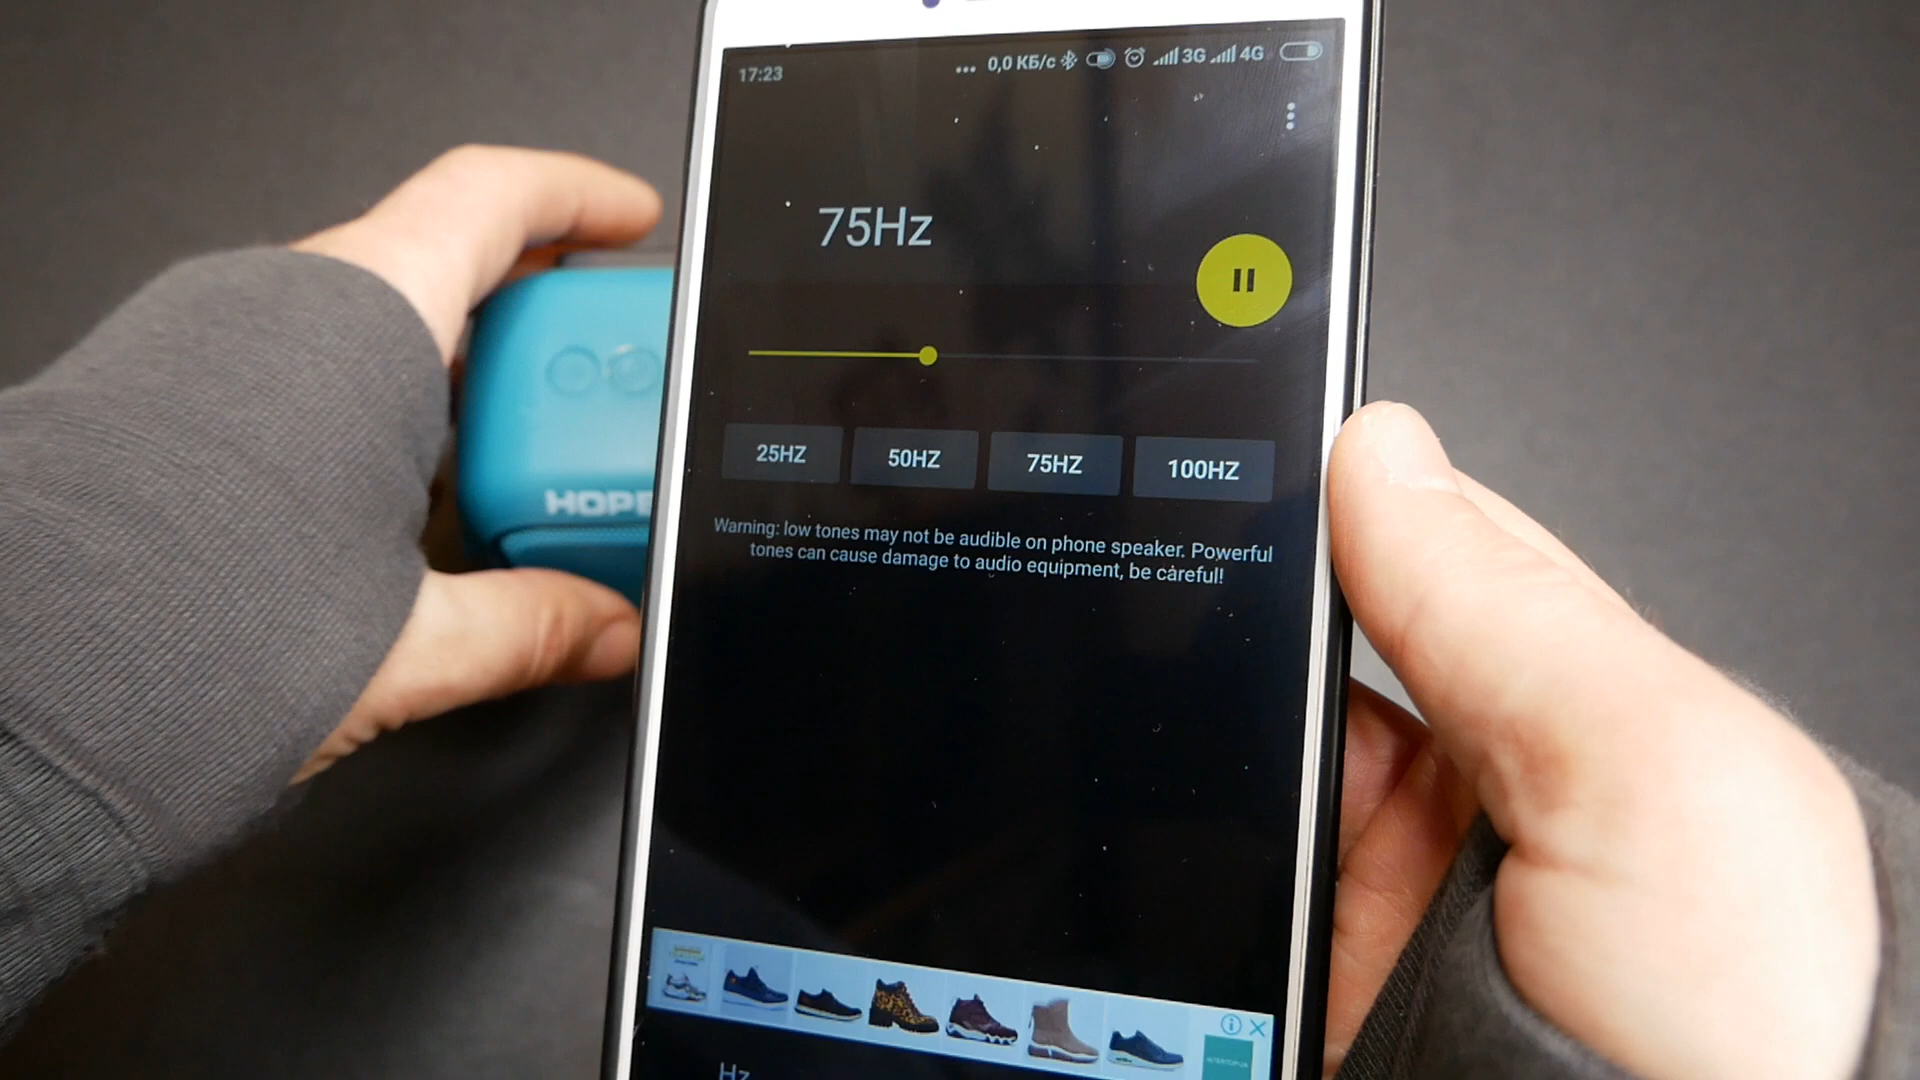 17:23 ... 0,0 КБ/с 3G 4G
75Hz
25HZ 50HZ 75HZ 100HZ
HOPE
Warning: low tones may not be audible on phone speaker. Powerful
tones can cause damage to audio equipment, be careful!
Hz